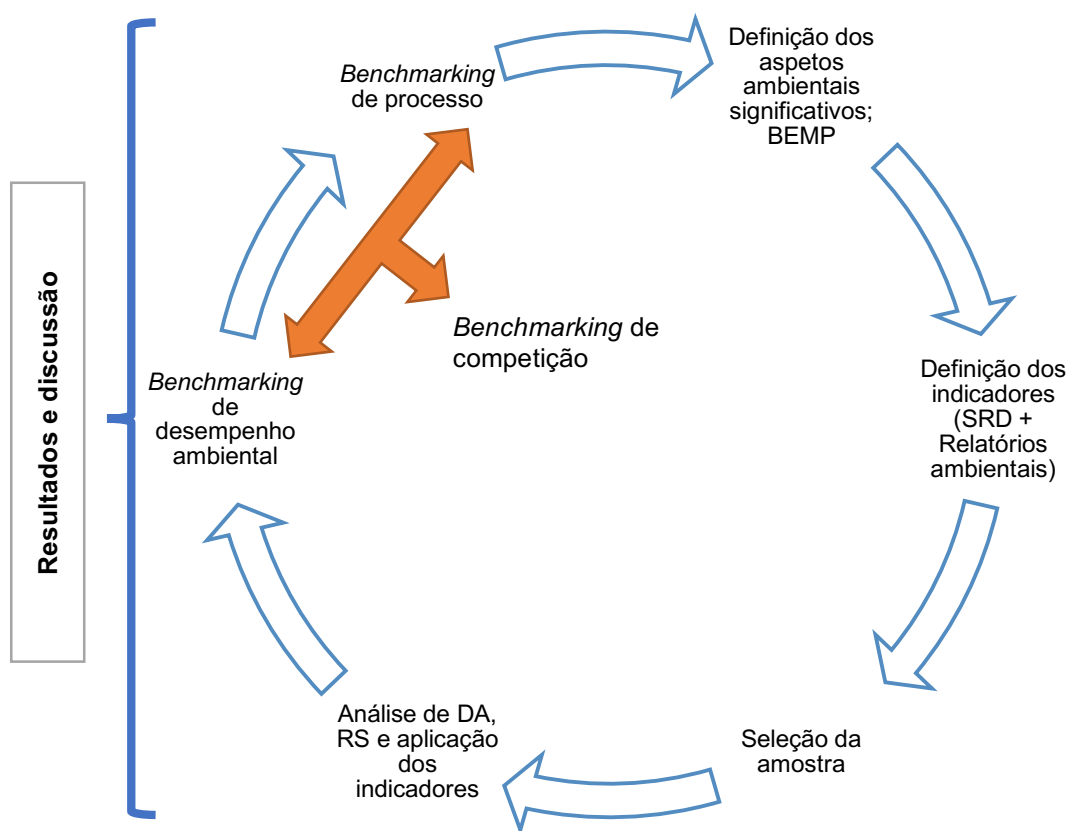 Resultados e discussão
Benchmarking
de processo
Definição dos
aspetos
ambientais
significativos;
BEMP
Benchmarking de
competição
Definição dos
indicadores
(SRD +
Relatórios
ambientais)
Benchmarking
de
desempenho
ambiental
Seleção da
amostra
Análise de DA,
RS e aplicação
dos
indicadores